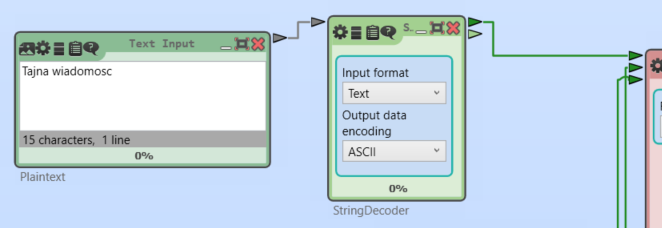 Text Input
Tajna wiadomosc
15 characters, 1 line
0%
Plaintext
S.
Input format
Text
Output data
encoding
ASCII
0%
StringDecoder